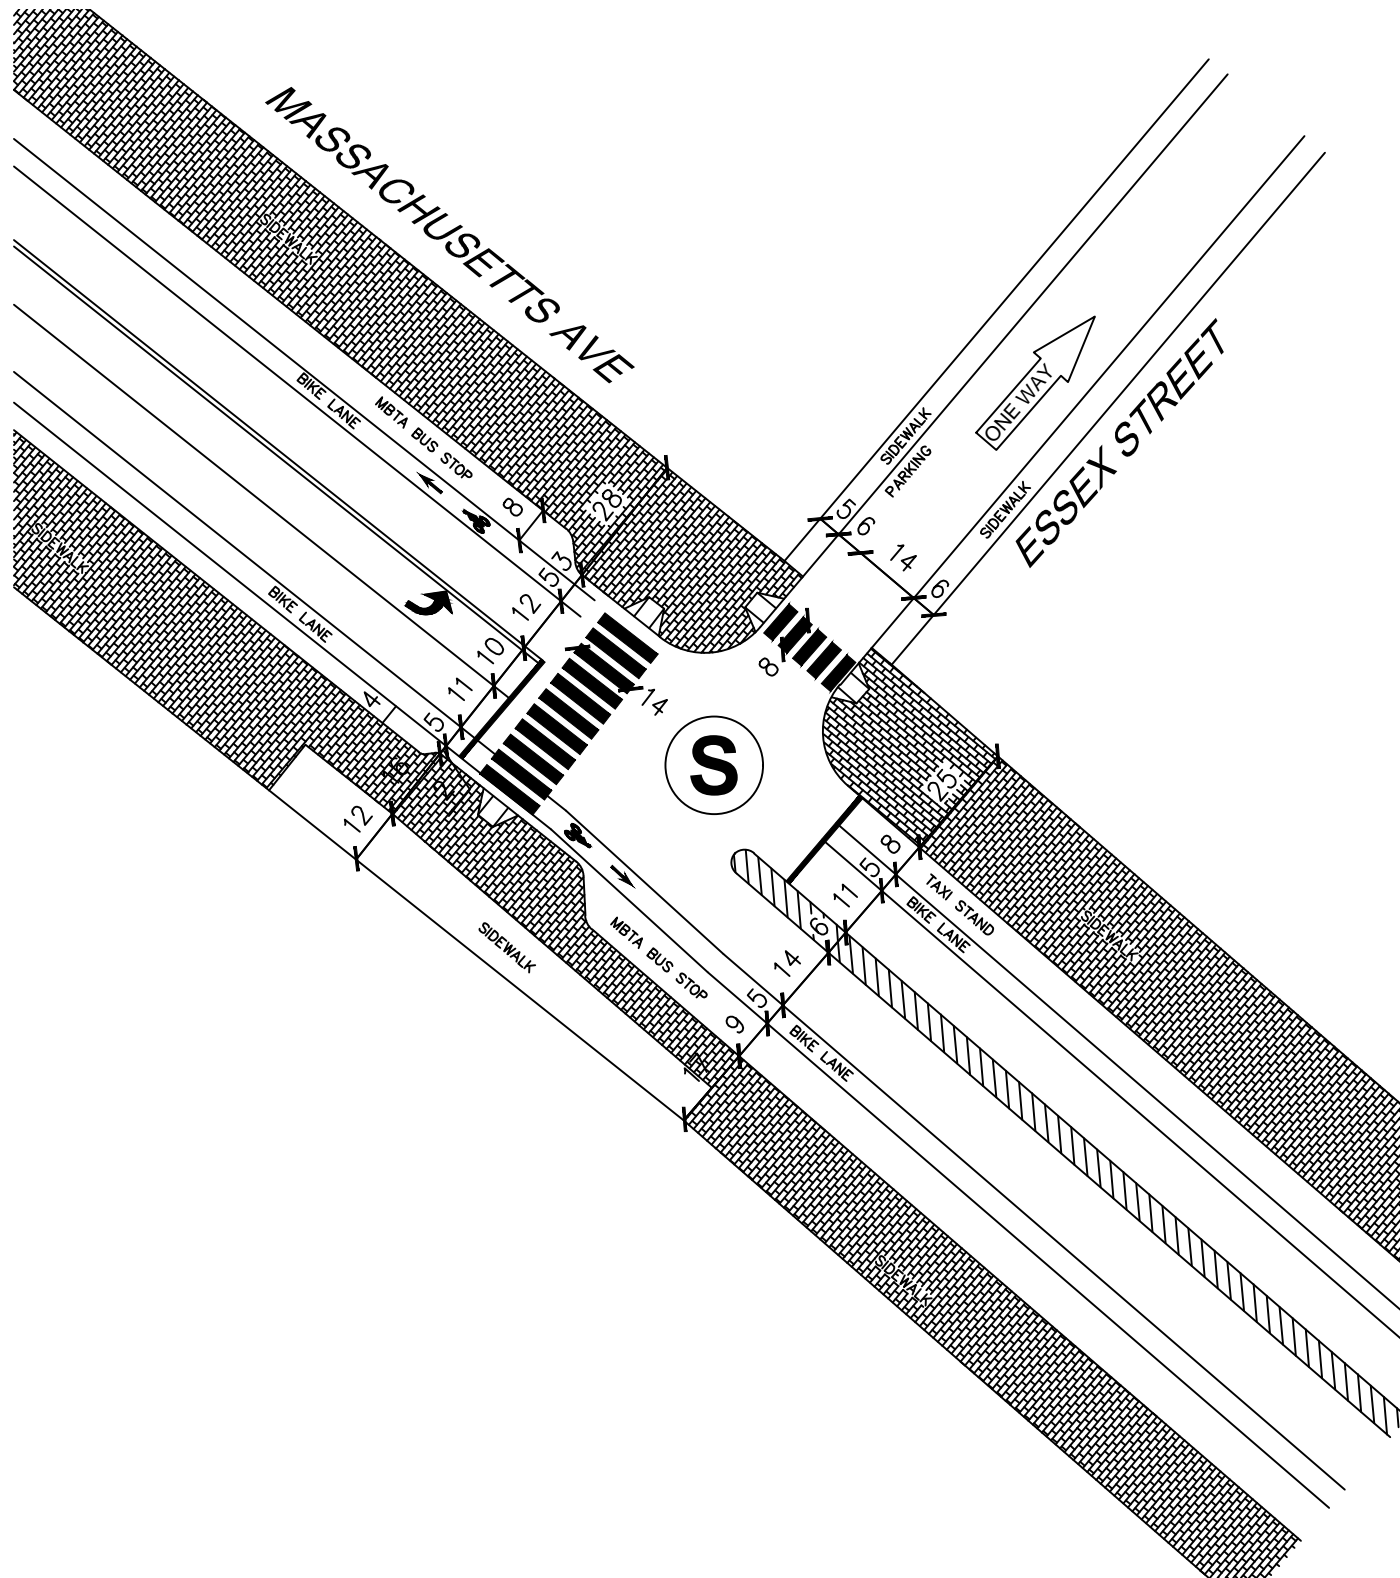 MASSACHUSETTS AVE
SIDEWALK
BIKE LANE
MBTA BUS STOP
8
28
3
5
12
10
11
5
4
SIDEWALK
BIKE LANE
14
12
SIDEWALK
PARKING
ONE WAY
SIDEWALK
ESSEX STREET
5
6
14
6
8
S
25
8
5
11
6
14
5
9
TAXI STAND
BIKE LANE
SIDEWALK
SIDEWALK
MBTA BUS STOP
BIKE LANE
SIDEWALK